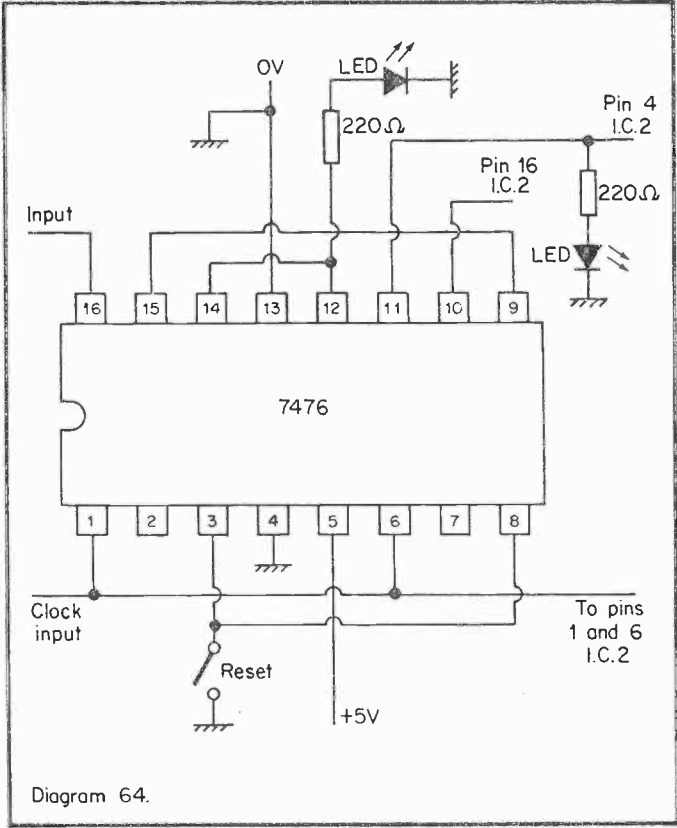 0V
LED
220Ω
Pin 4
I.C.2
Pin 16
I.C.2
220Ω
Input
LED
16 15 14 13 12 11 10 9
7476
1 2 3 4 5 6 7 8
Clock
input
To pins
1 and 6
I.C.2
Reset
+5V
Diagram 64.